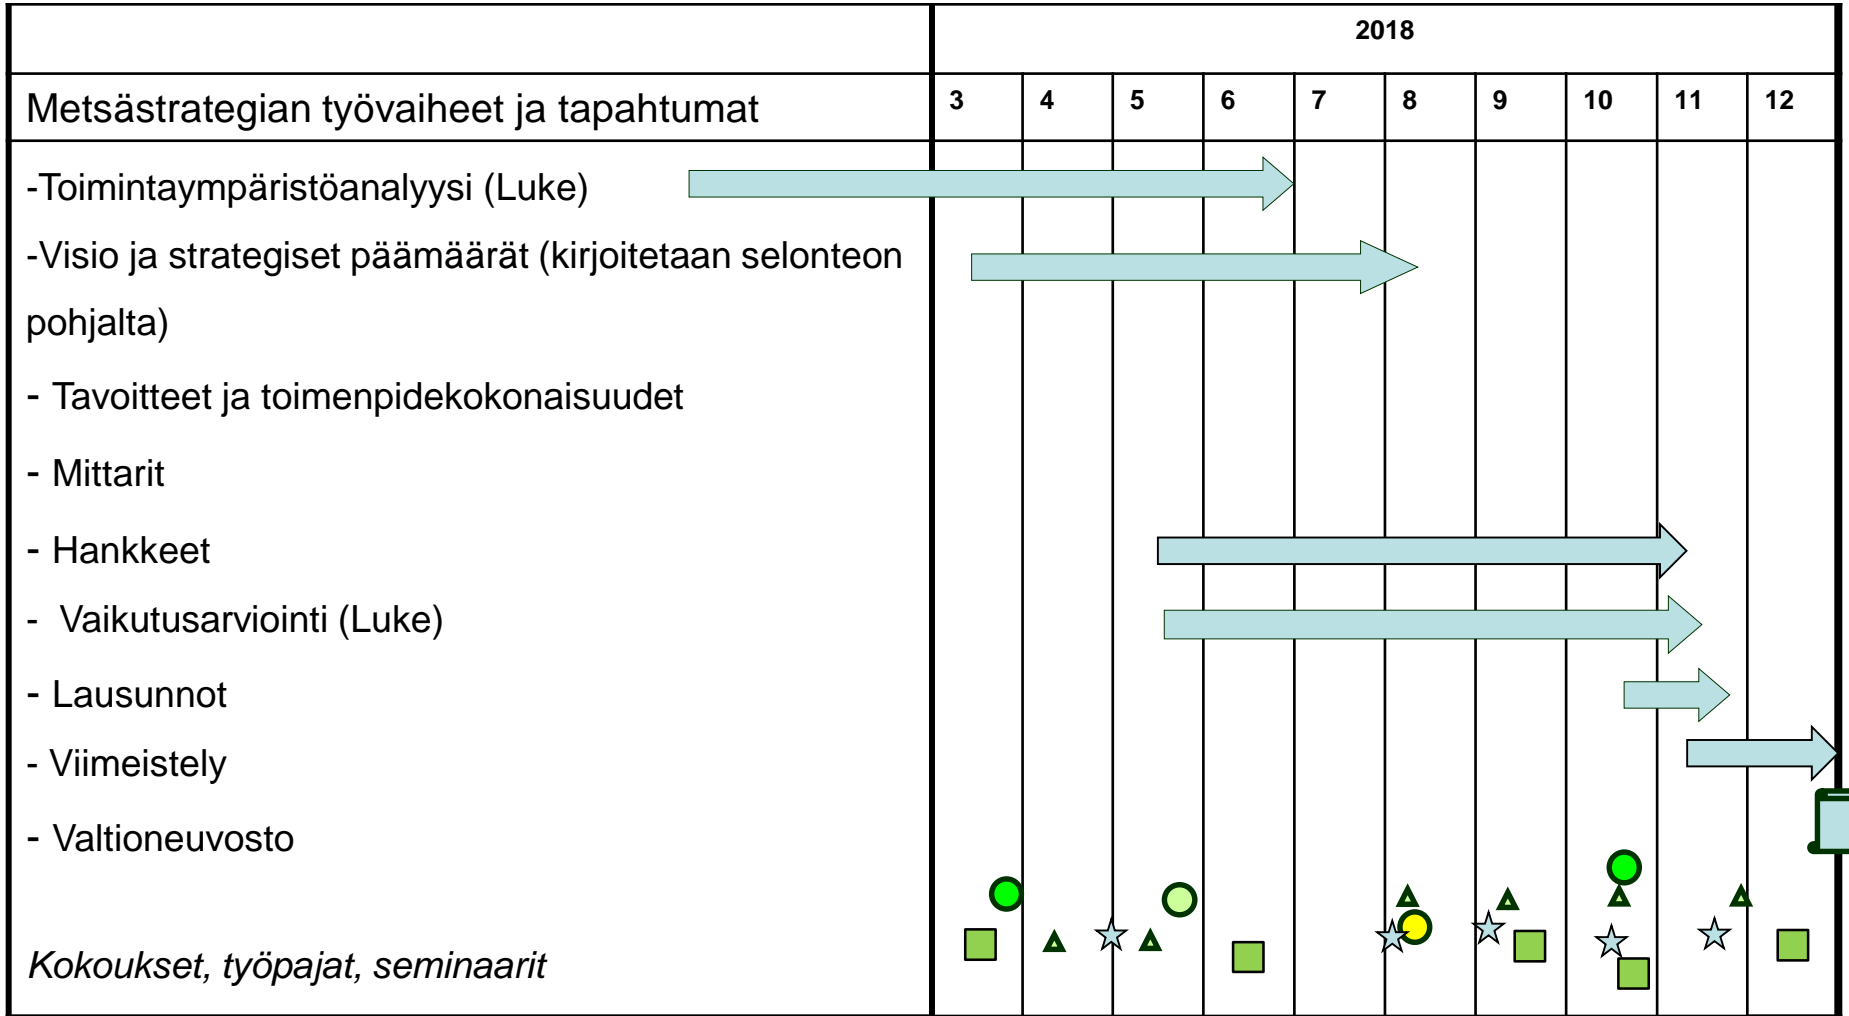 2018
Metsästrategian työvaiheet ja tapahtumat
3 4 5 6 7 8 9 10 11 12
-Toimintaympäristöanalyysi (Luke)
-Visio ja strategiset päämäärät (kirjoitetaan selonteon
pohjalta)
- Tavoitteet ja toimenpidekokonaisuudet
- Mittarit
- Hankkeet
- Vaikutusarviointi (Luke)
- Lausunnot
- Viimeistely
- Valtioneuvosto
Kokoukset, työpajat, seminaarit